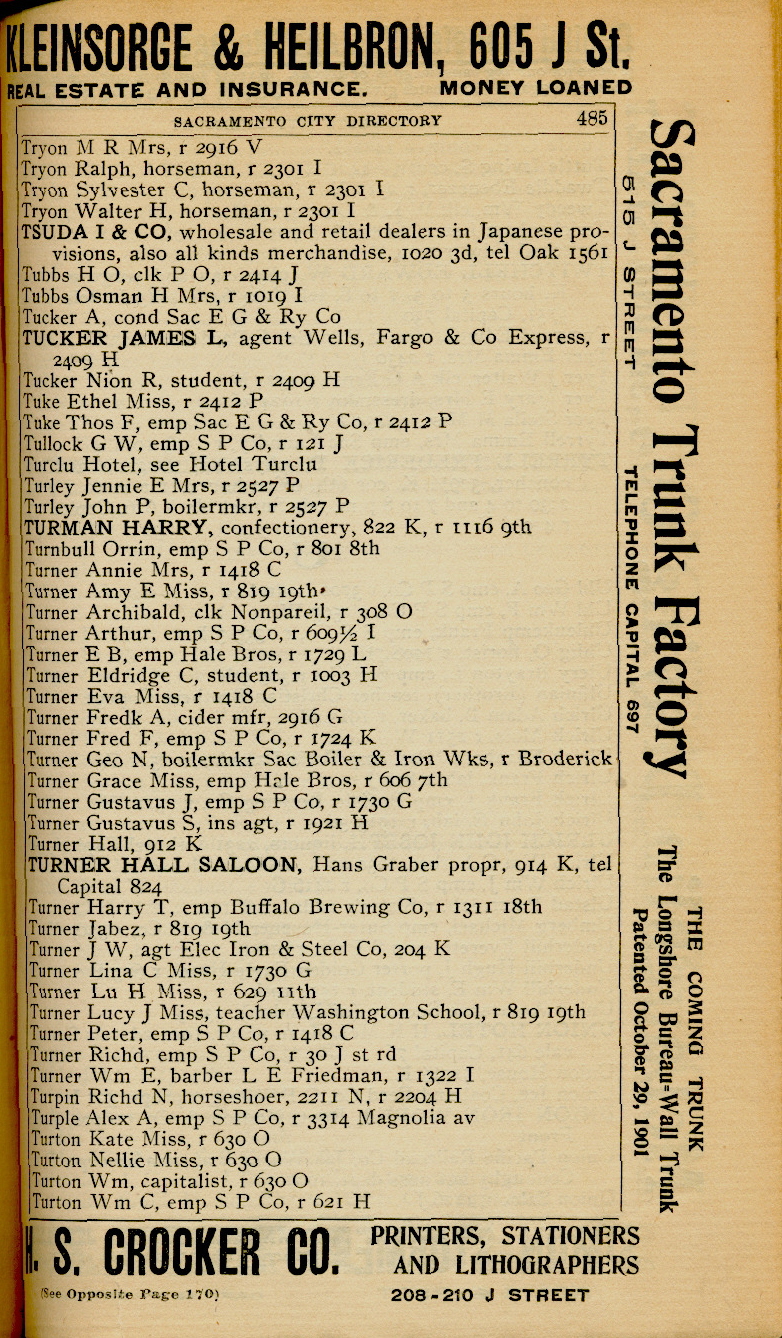 KLEINSORGE & HEILBRON, 605 J St.
REAL ESTATE AND INSURANCE. MONEY LOANED
SACRAMENTO CITY DIRECTORY 485
Tryon M R Mrs, r 2916 V
Tryon Ralph, horseman, r 2301 I
Tryon Sylvester C, horseman, r 2301 I
Tryon Walter H, horseman, r 2301 I
TSUDA I & CO, wholesale and retail dealers in Japanese pro-
visions, also all kinds merchandise, 1020 3d, tel Oak 1561
Tubbs H O, clk P O, r 2414 J
Tubbs Osman H Mrs, r 1019 I
Tucker A, cond Sac E G & Ry Co
TUCKER JAMES L, agent Wells, Fargo & Co Express, r
2409 H
Tucker Nion R, student, r 2409 H
Tuke Ethel Miss, r 2412 P
Tuke Thos F, emp Sac E G & Ry Co, r 2412 P
Tullock G W, emp S P Co, r 121 J
Turclu Hotel, see Hotel Turclu
Turley Jennie E Mrs, r 2527 P
Turley John P, boilermkr, r 2527 P
TURMAN HARRY, confectionery, 822 K, r 1116 9th
Turnbull Orrin, emp S P Co, r 801 8th
Turner Annie Mrs, r 1418 C
Turner Amy E Miss, r 819 19th
Turner Archibald, clk Nonpareil, r 308 O
Turner Arthur, emp S P Co, r 609½ I
Turner E B, emp Hale Bros, r 1729 L
Turner Eldridge C, student, r 1003 H
Turner Eva Miss, r 1418 C
Turner Fredk A, cider mfr, 2916 G
Turner Fred F, emp S P Co, r 1724 K
Turner Geo N, boilermkr Sac Boiler & Iron Wks, r Broderick
Turner Grace Miss, emp Hale Bros, r 606 7th
Turner Gustavus J, emp S P Co, r 1730 G
Turner Gustavus S, ins agt, r 1921 H
Turner Hall, 912 K
TURNER HALL SALOON, Hans Graber propr, 914 K, tel
Capital 824
Turner Harry T, emp Buffalo Brewing Co, r 1311 18th
Turner Jabez, r 819 19th
Turner J W, agt Elec Iron & Steel Co, 204 K
Turner Lina C Miss, r 1730 G
Turner Lu H Miss, r 629 11th
Turner Lucy J Miss, teacher Washington School, r 819 19th
Turner Peter, emp S P Co, r 1418 C
Turner Richd, emp S P Co, r 30 J st rd
Turner Wm E, barber L E Friedman, r 1322 I
Turpin Richd N, horseshoer, 2211 N, r 2204 H
Turple Alex A, emp S P Co, r 3314 Magnolia av
Turton Kate Miss, r 630 O
Turton Nellie Miss, r 630 O
Turton Wm, capitalist, r 630 O
Turton Wm C, emp S P Co, r 621 H
Sacramento Trunk Factory
515 J STREET TELEPHONE CAPITAL 697
THE COMING TRUNK
The Longshore Bureau=Wall Trunk
Patented October 29, 1901
H. S. CROCKER CO.
(See Opposite Page 170)
PRINTERS, STATIONERS
AND LITHOGRAPHERS
208-210 J STREET